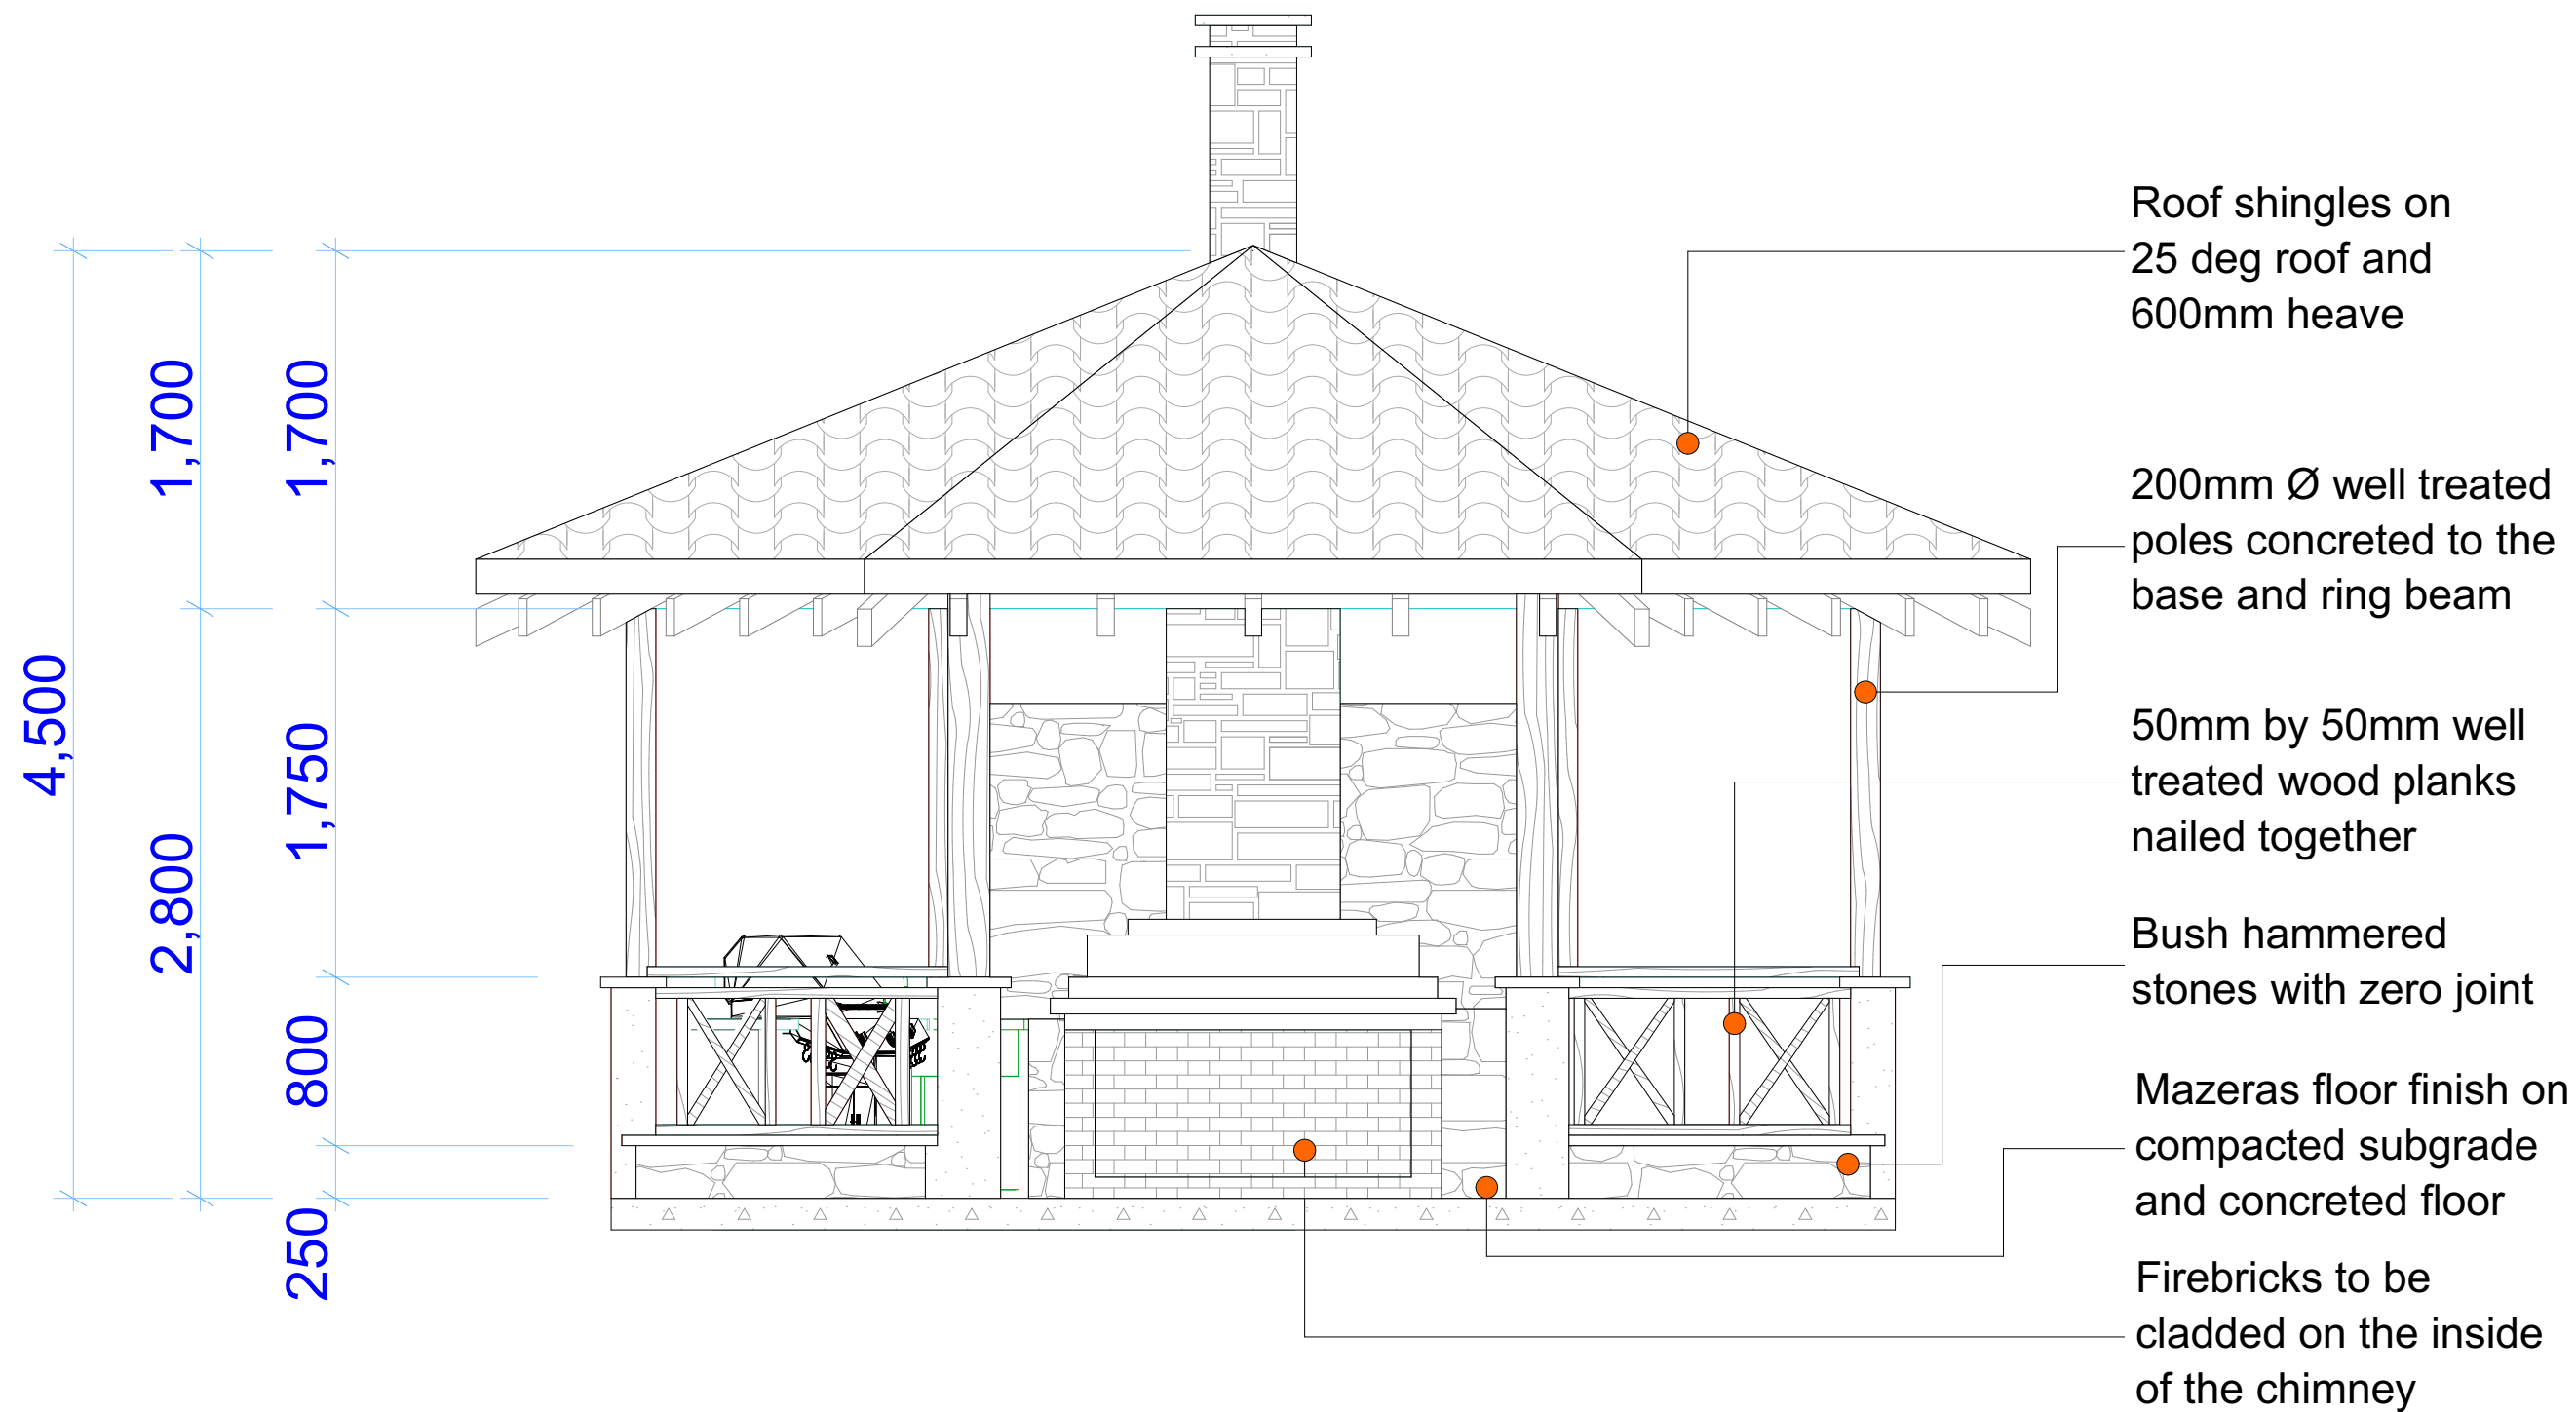 Roof shingles on
25 deg roof and
600mm heave
200mm Ø well treated
poles concreted to the
base and ring beam
50mm by 50mm well
treated wood planks
nailed together
Bush hammered
stones with zero joint
Mazeras floor finish on
compacted subgrade
and concreted floor
Firebricks to be
cladded on the inside
of the chimney
4,500
1,700
2,800
1,700
1,750
800
250